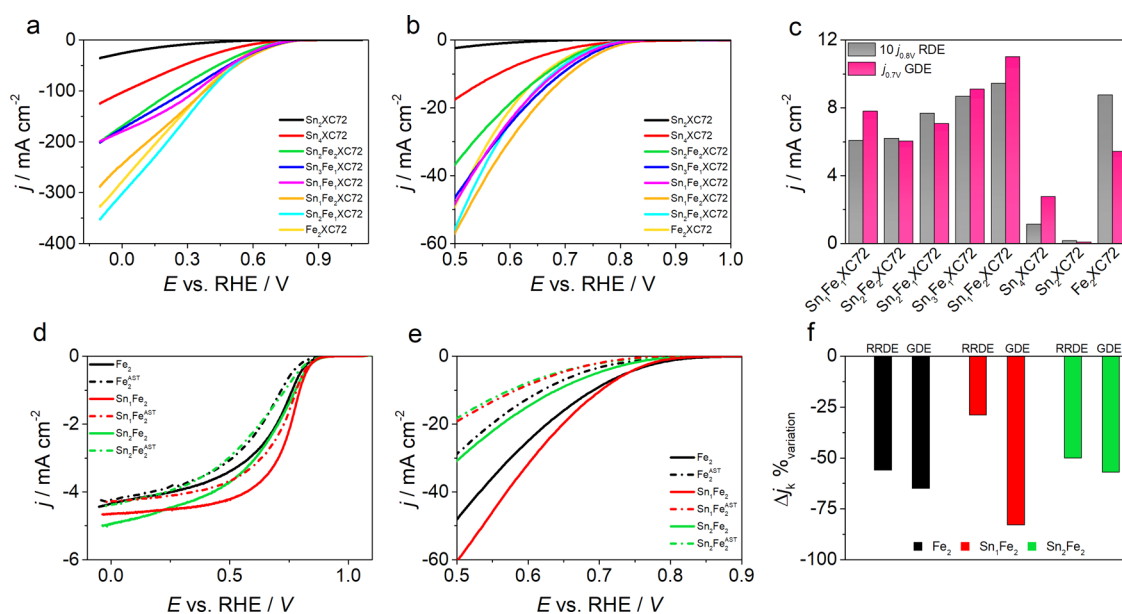 a
0
-100
-200
-300
-400
0.0
0.3
0.6
0.9
j / mA cm⁻²
E vs. RHE / V
Sn₂XC72
Sn₄XC72
Sn₂Fe₂XC72
Sn₃Fe₁XC72
Sn₁Fe₁XC72
Sn₁Fe₂XC72
Sn₂Fe₁XC72
Fe₂XC72
b
0
-20
-40
-60
0.5
0.6
0.7
0.8
0.9
1.0
j / mA cm⁻²
E vs. RHE / V
Sn₂XC72
Sn₄XC72
Sn₂Fe₂XC72
Sn₃Fe₁XC72
Sn₁Fe₁XC72
Sn₁Fe₂XC72
Sn₂Fe₁XC72
Fe₂XC72
c
12
8
4
0
j / mA cm⁻²
10 j₀.₈V RDE
j₀.₇V GDE
Sn₁Fe₁XC72
Sn₂Fe₂XC72
Sn₂Fe₁XC72
Sn₃Fe₁XC72
Sn₁Fe₂XC72
Sn₄XC72
Sn₂XC72
Fe₂XC72
d
0
-2
-4
-6
0.0
0.5
1.0
j / mA cm⁻²
E vs. RHE / V
Fe₂
Fe₂ᴬˢᵀ
Sn₁Fe₂
Sn₁Fe₂ᴬˢᵀ
Sn₂Fe₂
Sn₂Fe₂ᴬˢᵀ
e
0
-20
-40
-60
0.5
0.6
0.7
0.8
0.9
j / mA cm⁻²
E vs. RHE / V
Fe₂
Fe₂ᴬˢᵀ
Sn₁Fe₂
Sn₁Fe₂ᴬˢᵀ
Sn₂Fe₂
Sn₂Fe₂ᴬˢᵀ
f
RRDE GDE RRDE GDE RRDE GDE
0
-25
-50
-75
-100
Δjₖ %variation
Fe₂ Sn₁Fe₂ Sn₂Fe₂